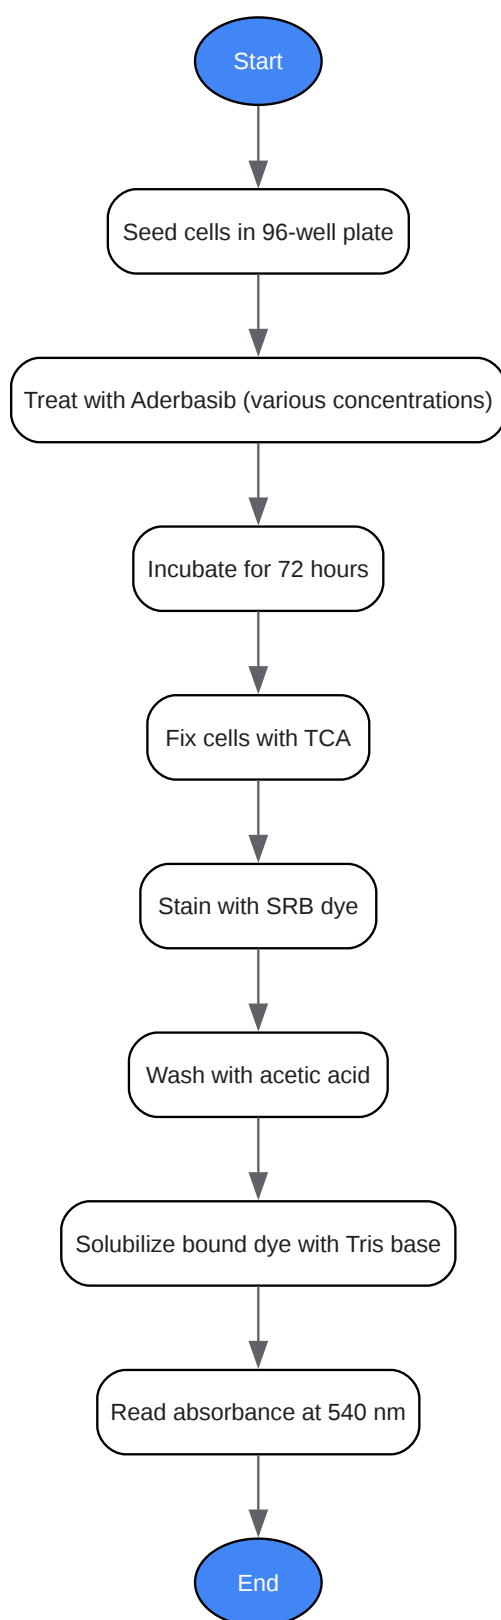 Start
Seed cells in 96-well plate
Treat with Aderbasib (various concentrations)
Incubate for 72 hours
Fix cells with TCA
Stain with SRB dye
Wash with acetic acid
Solubilize bound dye with Tris base
Read absorbance at 540 nm
End